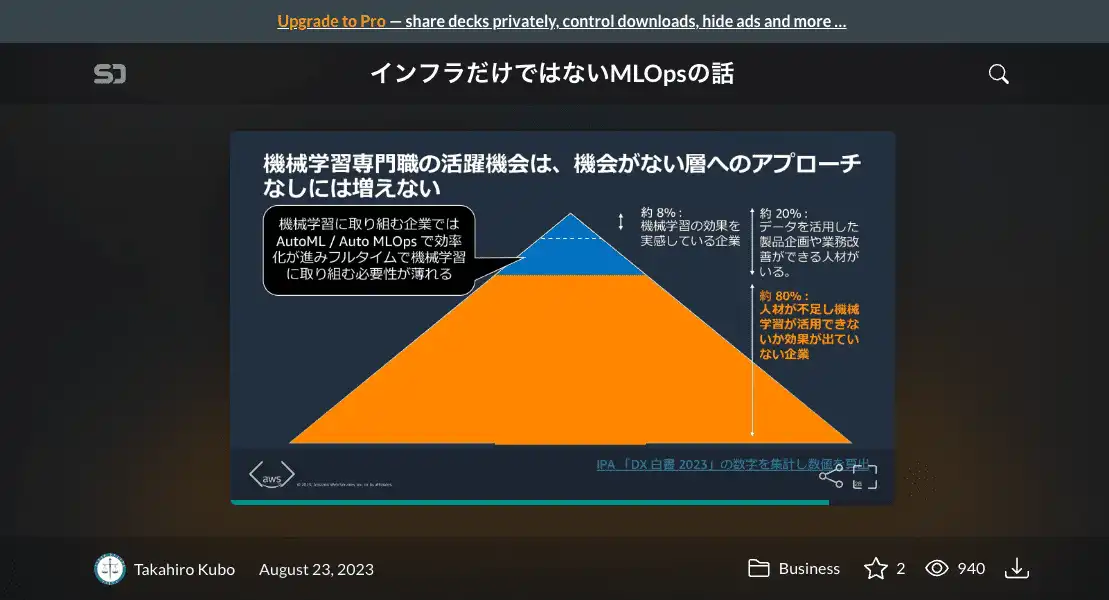 Upgrade to Pro — share decks privately, control downloads, hide ads and more …
インフラだけではないMLOpsの話
機械学習専門職の活躍機会は、機会がない層へのアプローチ
なしには増えない
機械学習に取り組む企業では
AutoML / Auto MLOps で効率
化が進みフルタイムで機械学習
に取り組む必要性が薄れる
約 8% :
機械学習の効果を
実感している企業
約 20% :
データを活用した
製品企画や業務改
善ができる人材が
いる。
約 80% :
人材が不足し機械
学習が活用できな
いか効果が出てい
ない企業
IPA 「DX 白書 2023」の数字を集計し数値を算出
aws
Takahiro Kubo
August 23, 2023
Business
2
940